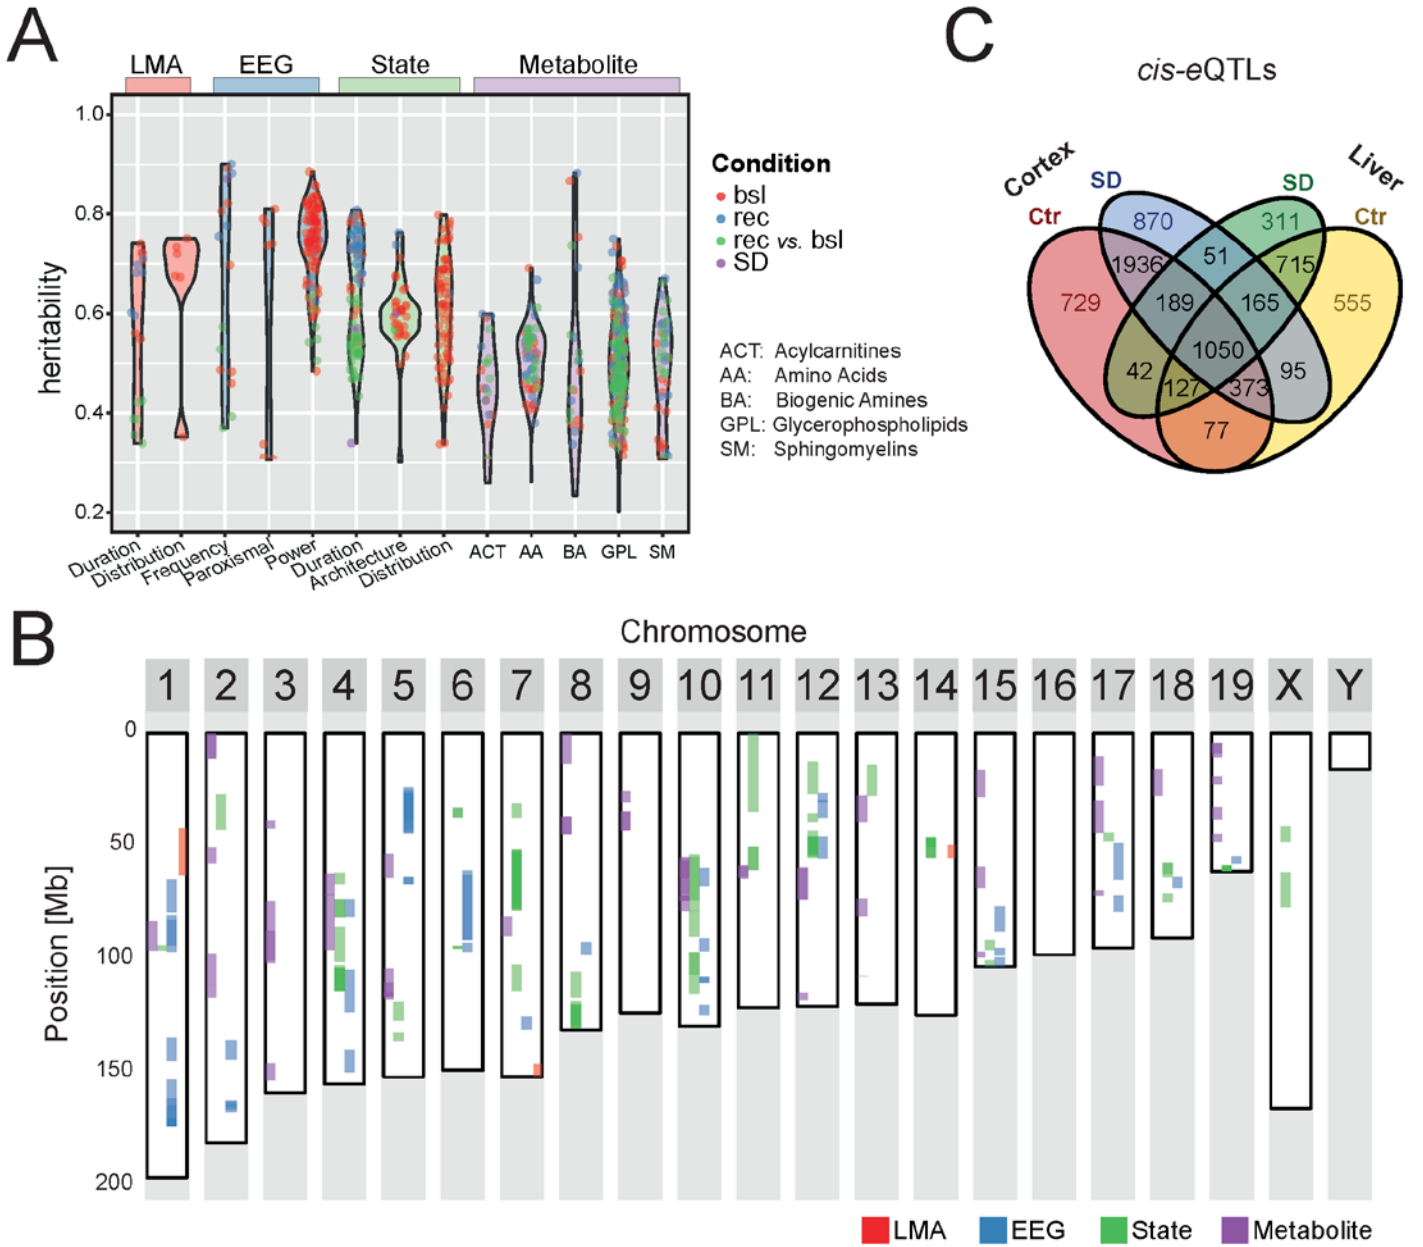 A
LMA EEG State Metabolite
1.0
0.8
0.6
0.4
0.2
heritability
Duration
Distribution
Frequency
Paroxismal
Power
Duration
Architecture
Distribution
ACT AA BA GPL SM
Condition
bsl
rec
rec vs. bsl
SD
ACT: Acylcarnitines
AA: Amino Acids
BA: Biogenic Amines
GPL: Glycerophospholipids
SM: Sphingomyelins
C
cis-eQTLs
Cortex
Liver
SD SD
Ctr Ctr
870 311
51
1936 715
729 189 165 555
1050
42 95
127 373
77
B
Chromosome
1 2 3 4 5 6 7 8 9 10 11 12 13 14 15 16 17 18 19 X Y
0
50
100
150
200
Position [Mb]
LMA EEG State Metabolite